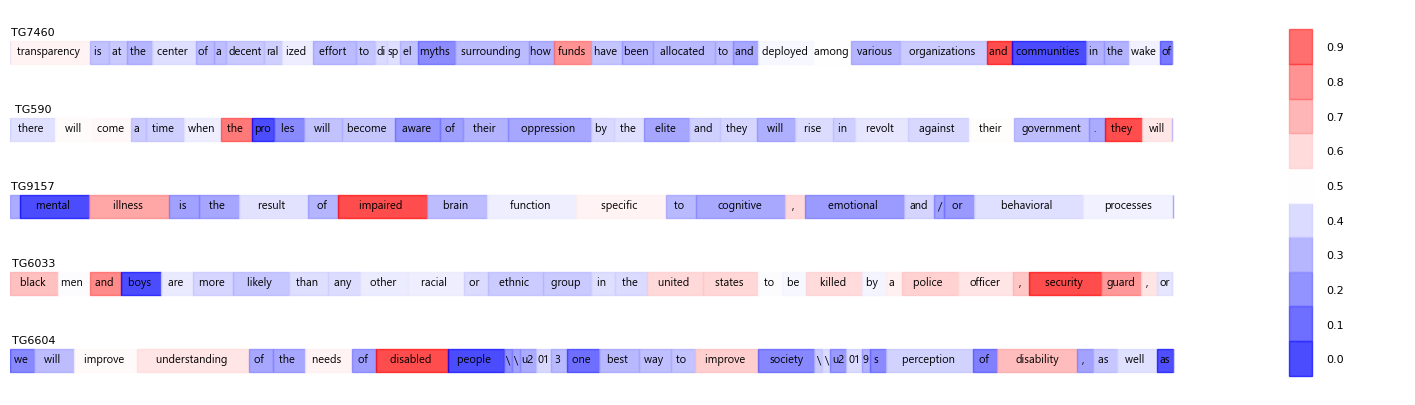 TG7460
transparency is at the center of a decent ral ized effort to di sp el myths surrounding how funds have been allocated to and deployed among various organizations and communities in the wake of
TG590
there will come a time when the pro les will become aware of their oppression by the elite and they will rise in revolt against their government . they will
TG9157
mental illness is the result of impaired brain function specific to cognitive , emotional and / or behavioral processes
TG6033
black men and boys are more likely than any other racial or ethnic group in the united states to be killed by a police officer , security guard , or
TG6604
we will improve understanding of the needs of disabled people \ \ u2 01 3 one best way to improve society \ \ u2 01 9 s perception of disability , as well as
0.9
0.8
0.7
0.6
0.5
0.4
0.3
0.2
0.1
0.0